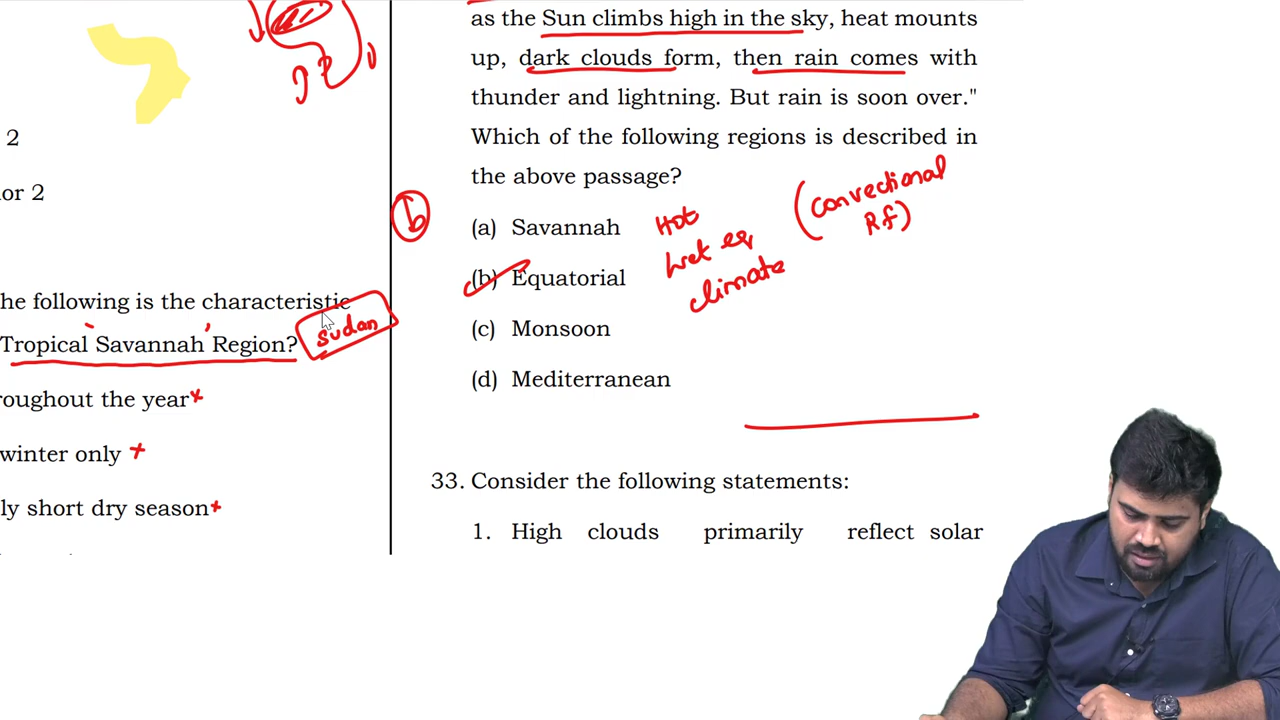 2
or 2
he following is the characteristic
Tropical Savannah Region?
Sudan
roughout the year
winter only
ly short dry season
as the Sun climbs high in the sky, heat mounts
up, dark clouds form, then rain comes with
thunder and lightning. But rain is soon over."
Which of the following regions is described in
the above passage?
b
(a) Savannah
(b) Equatorial
(c) Monsoon
(d) Mediterranean
Hot
wet eq
climate
(convectional
Rf)
33. Consider the following statements:
1. High clouds primarily reflect solar